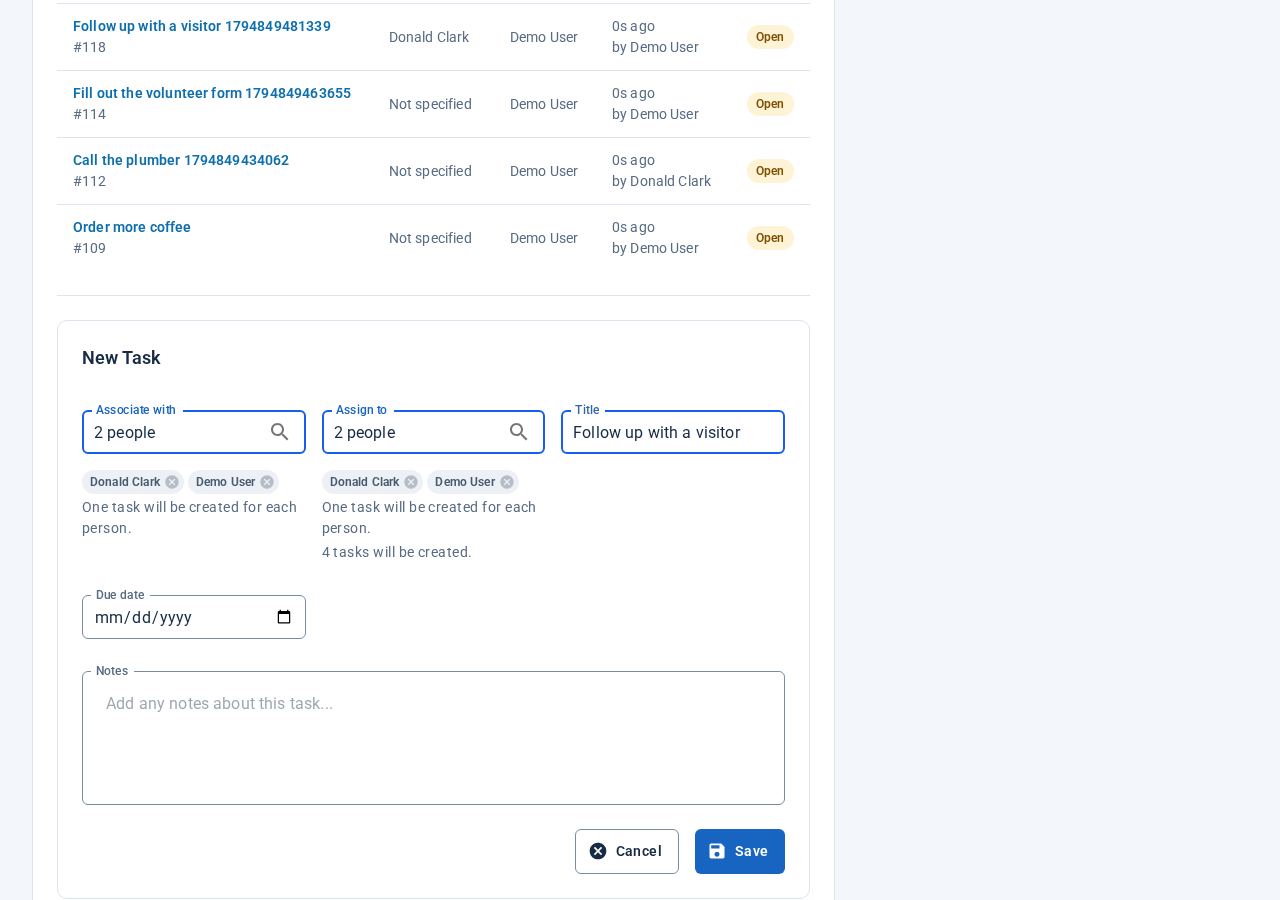 Follow up with a visitor 1794849481339
#118
Donald Clark
Demo User
0s ago
by Demo User
Open
Fill out the volunteer form 1794849463655
#114
Not specified
Demo User
0s ago
by Demo User
Open
Call the plumber 1794849434062
#112
Not specified
Demo User
0s ago
by Donald Clark
Open
Order more coffee
#109
Not specified
Demo User
0s ago
by Demo User
Open
New Task
Associate with
2 people
Assign to
2 people
Title
Follow up with a visitor
Donald Clark
Demo User
One task will be created for each
person.
Donald Clark
Demo User
One task will be created for each
person.
4 tasks will be created.
Due date
mm/dd/yyyy
Notes
Add any notes about this task...
Cancel
Save